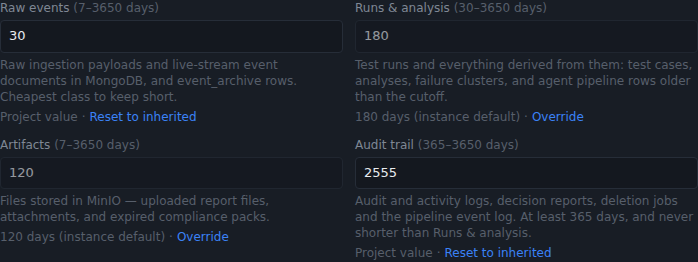 Raw events (7–3650 days)
30
Raw ingestion payloads and live-stream event
documents in MongoDB, and event_archive rows.
Cheapest class to keep short.
Project value · Reset to inherited
Runs & analysis (30–3650 days)
180
Test runs and everything derived from them: test cases,
analyses, failure clusters, and agent pipeline rows older
than the cutoff.
180 days (instance default) · Override
Artifacts (7–3650 days)
120
Files stored in MinIO — uploaded report files,
attachments, and expired compliance packs.
120 days (instance default) · Override
Audit trail (365–3650 days)
2555
Audit and activity logs, decision reports, deletion jobs
and the pipeline event log. At least 365 days, and never
shorter than Runs & analysis.
Project value · Reset to inherited